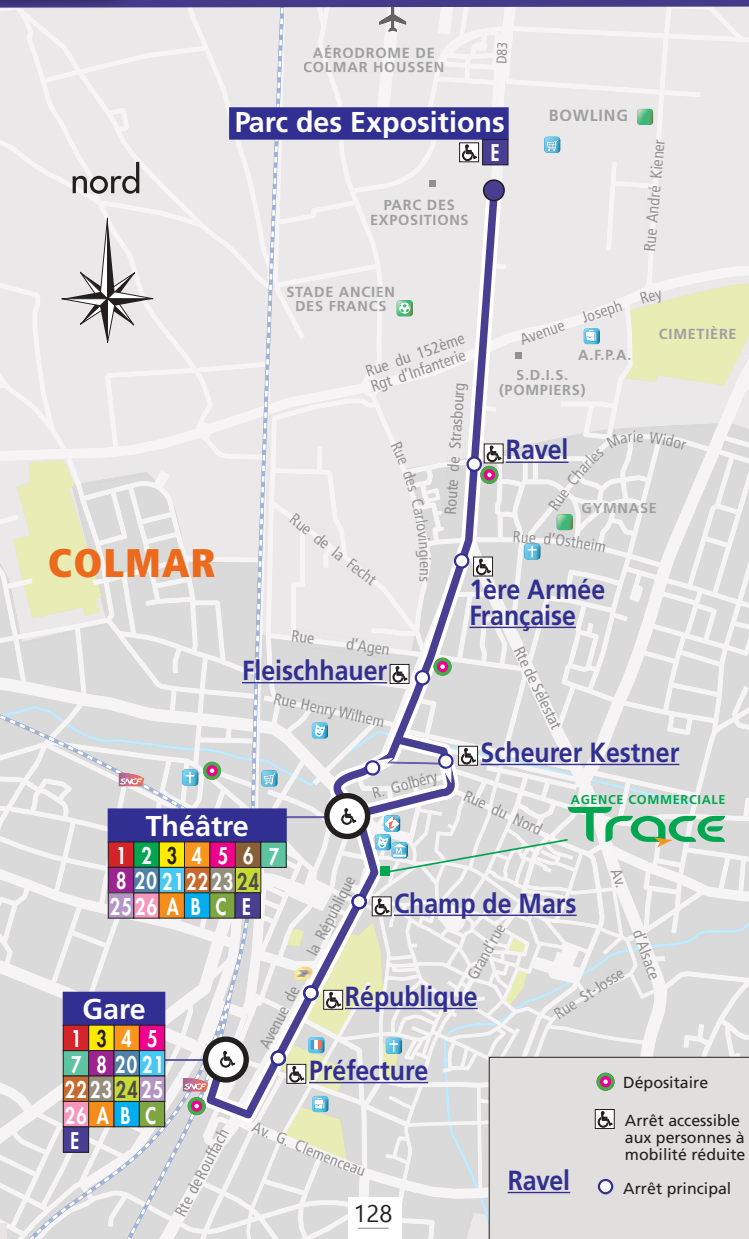 AÉRODROME DE
COLMAR HOUSSEN
D83
Parc des Expositions
E
BOWLING
nord
PARC DES
EXPOSITIONS
Rue André Kiener
STADE ANCIEN
DES FRANCS
Avenue Joseph Rey
CIMETIÈRE
A.F.P.A.
Rue du 152ème
Rgt d'Infanterie
S.D.I.S.
(POMPIERS)
Route de Strasbourg
Ravel
Rue des Carlovingiens
Rue Charles Marie Widor
GYMNASE
Rue d'Ostheim
Rue de la Fecht
COLMAR
1ère Armée
Française
Rue d'Agen
Fleischhauer
Rte de Sélestat
Rue Henry Wilhem
Scheurer Kestner
SNCF
R. Golbéry
Rue du Nord
AGENCE COMMERCIALE
Trace
Théâtre
1 2 3 4 5 6 7
8 20 21 22 23 24
25 26 A B C E
Champ de Mars
Av. d'Alsace
Grand'rue
Avenue de la République
République
Rue St-Josse
Gare
1 3 4 5
7 8 20 21
22 23 24 25
26 A B C
E
SNCF
Préfecture
Av. G. Clemenceau
Rte de Rouffach
128
Dépositaire
Arrêt accessible
aux personnes à
mobilité réduite
Ravel
Arrêt principal